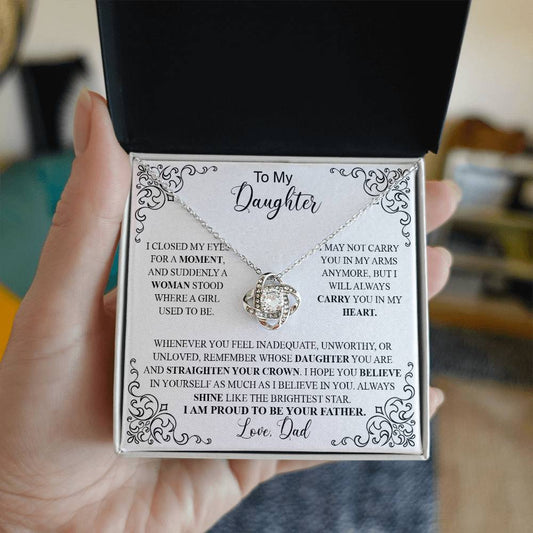 To My
Daughter
I CLOSED MY EYES
FOR A MOMENT,
AND SUDDENLY A
WOMAN STOOD
WHERE A GIRL
USED TO BE.
I MAY NOT CARRY
YOU IN MY ARMS
ANYMORE, BUT I
WILL ALWAYS
CARRY YOU IN MY
HEART.
WHENEVER YOU FEEL INADEQUATE, UNWORTHY, OR
UNLOVED, REMEMBER WHOSE DAUGHTER YOU ARE
AND STRAIGHTEN YOUR CROWN. I HOPE YOU BELIEVE
IN YOURSELF AS MUCH AS I BELIEVE IN YOU. ALWAYS
SHINE LIKE THE BRIGHTEST STAR.
I AM PROUD TO BE YOUR FATHER.
Love, Dad